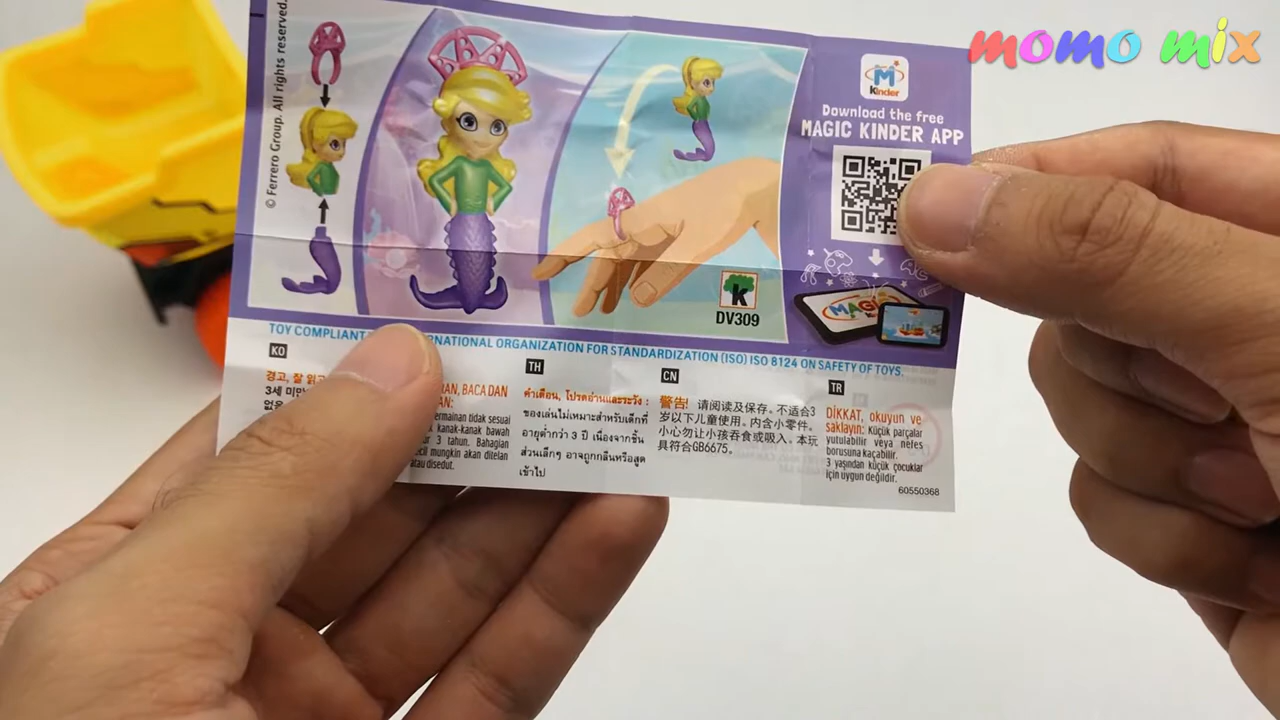 momo mix
© Ferrero Group. All rights reserved.
Kinder
Download the free
MAGIC KINDER APP
MAGIC
k
DV309
TOY COMPLIANT
INTERNATIONAL ORGANIZATION FOR STANDARDIZATION (ISO) ISO 8124 ON SAFETY OF TOYS.
KO
경고, 잘 읽고
3세 미만
BACA DAN
permainan tidak sesuai
kanak-kanak bawah
3 tahun. Bahagian
mungkin akan ditelan
atau disedut.
TH
คำเตือน, โปรดอ่านและระวัง :
ของเล่นไม่เหมาะสำหรับเด็กที่
อายุต่ำกว่า 3 ปี เนื่องจากชิ้น
ส่วนเล็กๆ อาจถูกกลืนหรือสูด
เข้าไป
CN
警告! 请阅读及保存。不适合3
岁以下儿童使用。内含小零件。
小心勿让小孩吞食或吸入。本玩
具符合GB6675。
TR
DİKKAT, okuyun ve
saklayın: Küçük parçalar
yutulabilir veya nefes
borusuna kaçabilir.
3 yaşından küçük çocuklar
için uygun değildir.
60550368